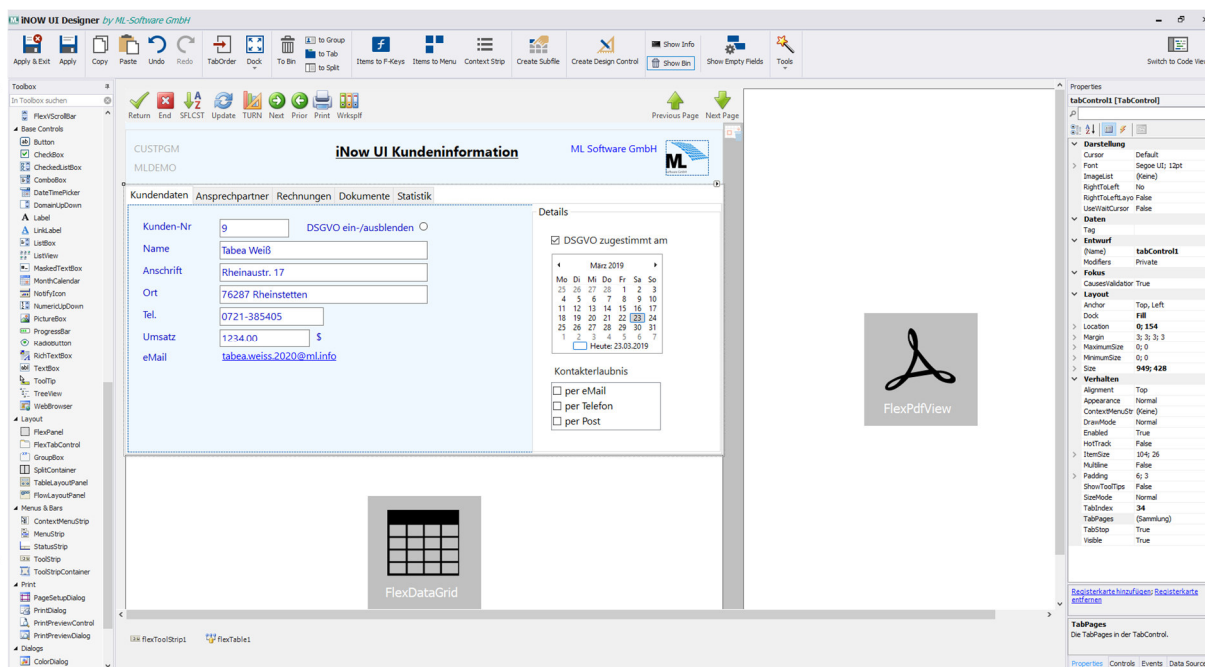 iNOW UI Designer by ML-Software GmbH
Apply & Exit
Apply
Copy
Paste
Undo
Redo
TabOrder
Dock
To Bin
to Group
to Tab
to Split
Items to F-Keys
Items to Menu
Context Strip
Create Subfile
Create Design Control
Show Info
Show Bin
Show Empty Fields
Tools
Switch to Code View
Toolbox
In Toolbox suchen
FlexVScrollBar
Base Controls
Button
CheckBox
CheckedListBox
ComboBox
DateTimePicker
DomainUpDown
Label
LinkLabel
ListBox
ListView
MaskedTextBox
MonthCalendar
NotifyIcon
NumericUpDown
PictureBox
ProgressBar
RadioButton
RichTextBox
TextBox
ToolTip
TreeView
WebBrowser
Layout
FlexPanel
FlexTabControl
GroupBox
SplitContainer
TableLayoutPanel
FlowLayoutPanel
Menus & Bars
ContextMenuStrip
MenuStrip
StatusStrip
ToolStrip
ToolStripContainer
Print
PageSetupDialog
PrintDialog
PrintPreviewControl
PrintPreviewDialog
Dialogs
ColorDialog
Return
End
SFLCST
Update
TURN
Next
Prior
Print
Wrksplf
Previous Page
Next Page
CUSTPGM
MLDEMO
iNow UI Kundeninformation
ML Software GmbH
ML
Kundendaten
Ansprechpartner
Rechnungen
Dokumente
Statistik
Kunden-Nr 9 DSGVO ein-/ausblenden
Name Tabea Weiß
Anschrift Rheinaustr. 17
Ort 76287 Rheinstetten
Tel. 0721-385405
Umsatz 1234.00 $
eMail tabea.weiss.2020@ml.info
Details
DSGVO zugestimmt am
März 2019
Mo Di Mi Do Fr Sa So
25 26 27 28 1 2 3
4 5 6 7 8 9 10
11 12 13 14 15 16 17
18 19 20 21 22 23 24
25 26 27 28 29 30 31
1 2 3 4 5 6 7
Heute: 23.03.2019
Kontakterlaubnis
per eMail
per Telefon
per Post
FlexPdfView
FlexDataGrid
flexToolStrip1
flexTable1
Properties
tabControl1 [TabControl]
Darstellung
Cursor Default
Font Segoe UI; 12pt
ImageList (Keine)
RightToLeft No
RightToLeftLayo False
UseWaitCursor False
Daten
Tag
Entwurf
(Name) tabControl1
Modifiers Private
Fokus
CausesValidatior True
Layout
Anchor Top, Left
Dock Fill
Location 0; 154
Margin 3; 3; 3; 3
MaximumSize 0; 0
MinimumSize 0; 0
Size 949; 428
Verhalten
Alignment Top
Appearance Normal
ContextMenuStr (Keine)
DrawMode Normal
Enabled True
HotTrack False
ItemSize 104; 26
Multiline False
Padding 6; 3
ShowToolTips False
SizeMode Normal
TabIndex 34
TabPages (Sammlung)
TabStop True
Visible True
Registerkarte hinzufügen; Registerkarte
entfernen
TabPages
Die TabPages in der TabControl.
Properties
Controls
Events
Data Source